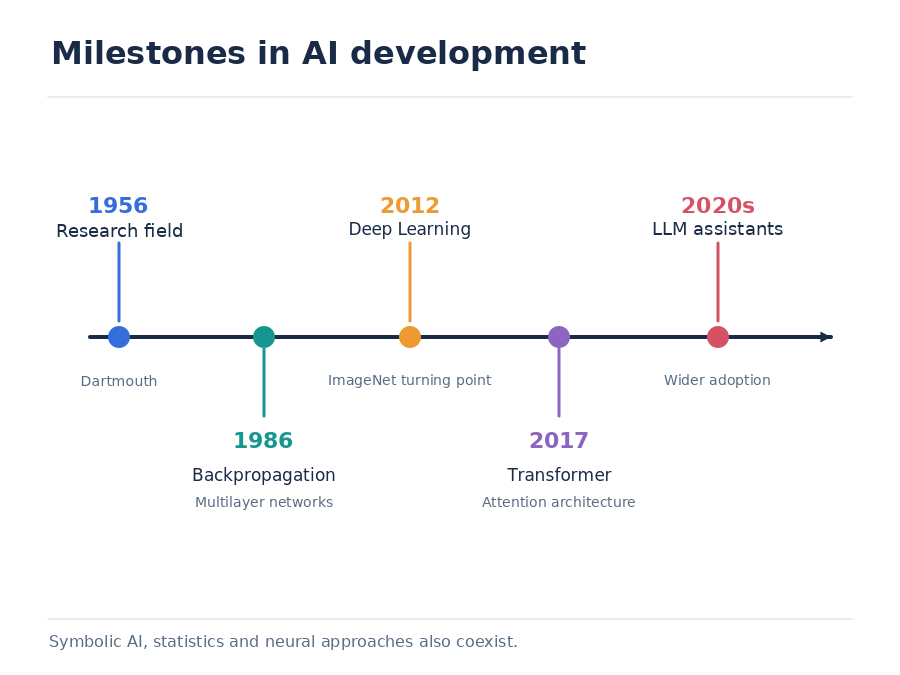 Milestones in AI development
1956
Research field
Dartmouth
1986
Backpropagation
Multilayer networks
2012
Deep Learning
ImageNet turning point
2017
Transformer
Attention architecture
2020s
LLM assistants
Wider adoption
Symbolic AI, statistics and neural approaches also coexist.